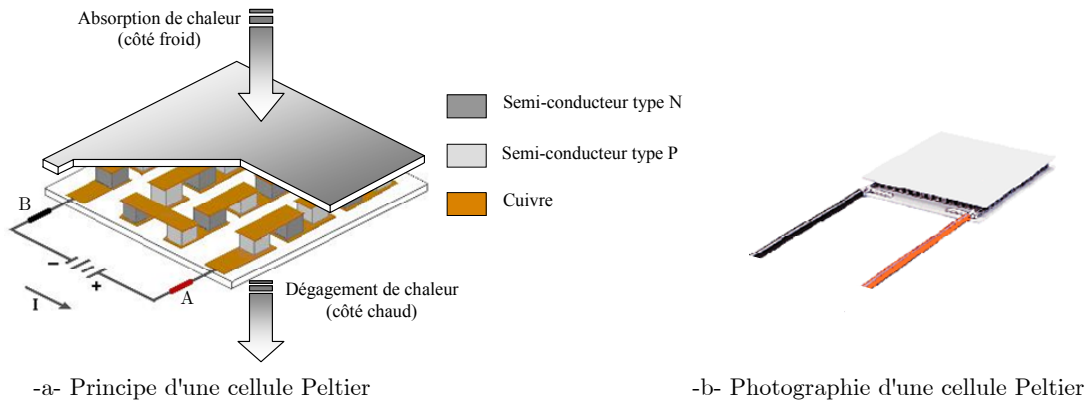 Absorption de chaleur
(côté froid)
Semi-conducteur type N
Semi-conducteur type P
Cuivre
B
-
+
A
I
Dégagement de chaleur
(côté chaud)
-a- Principe d'une cellule Peltier
-b- Photographie d'une cellule Peltier